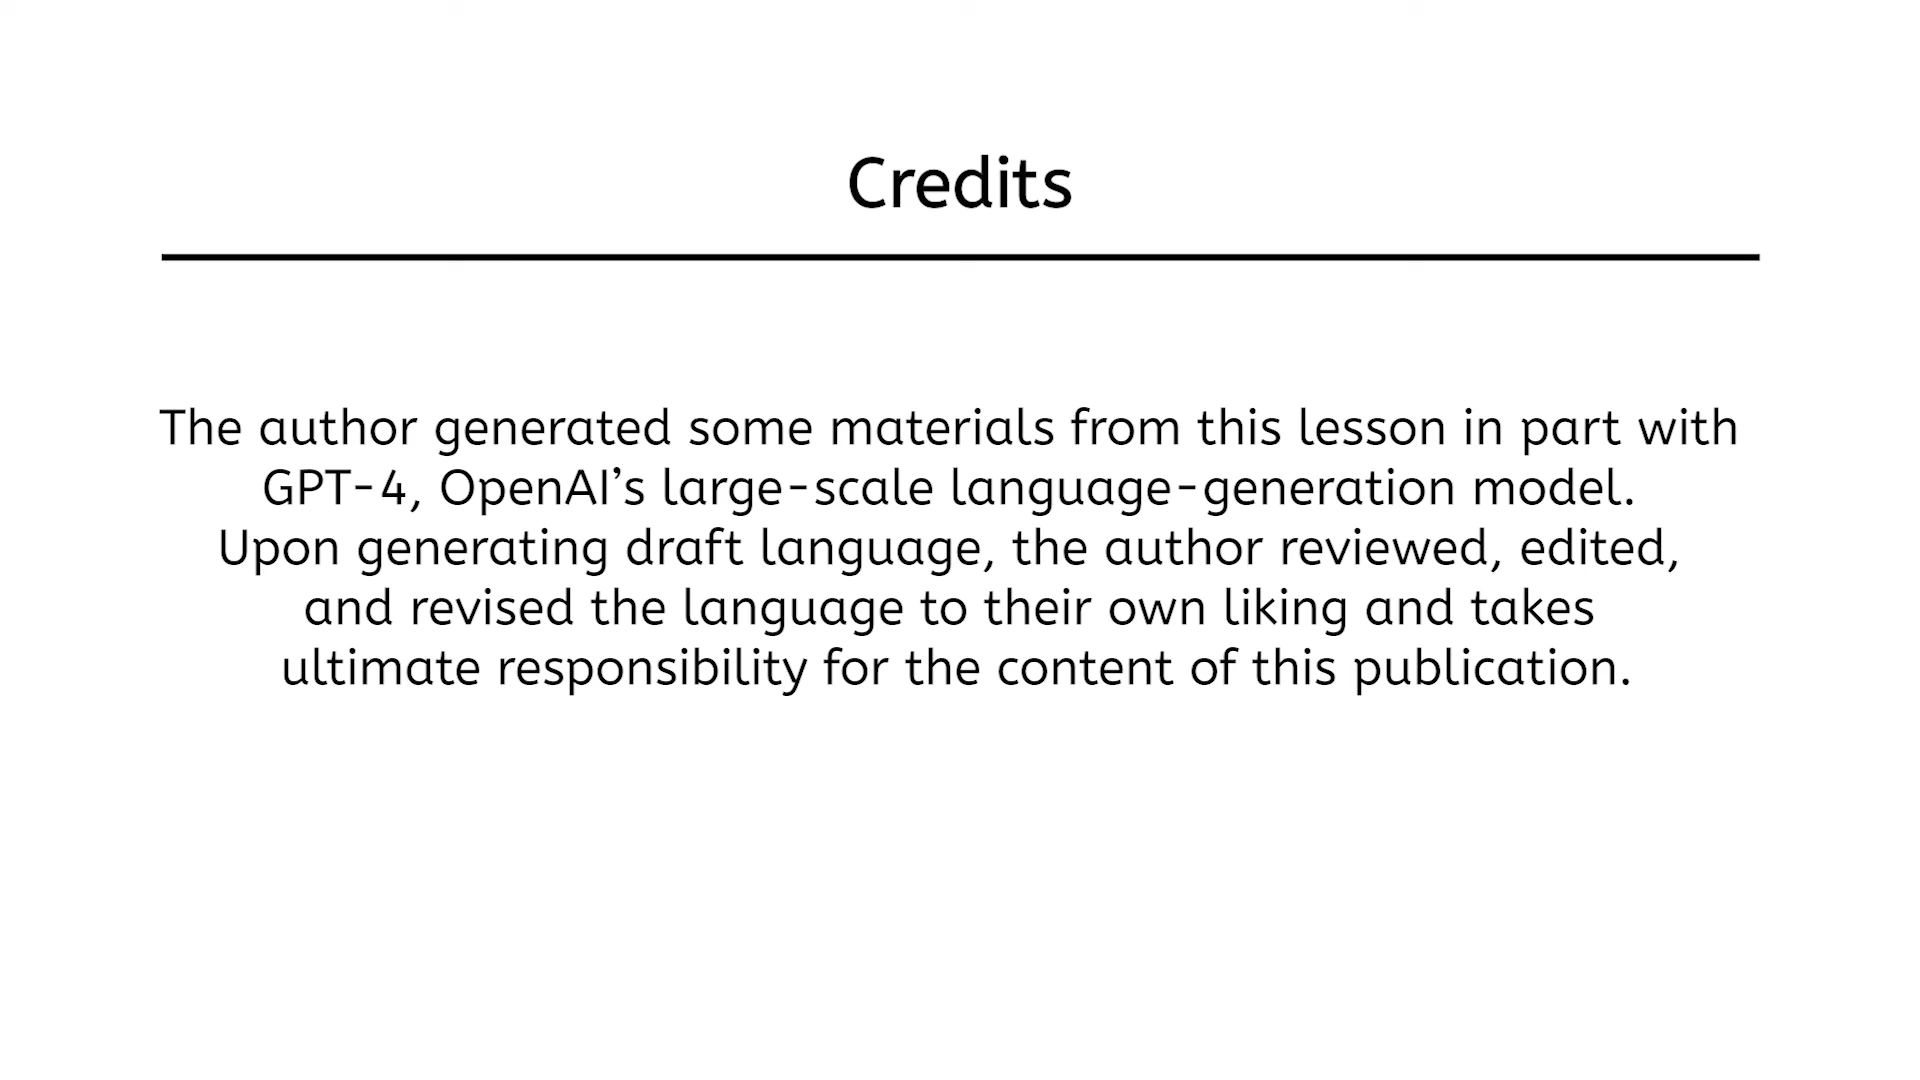 Credits
The author generated some materials from this lesson in part with
GPT-4, OpenAI’s large-scale language-generation model.
Upon generating draft language, the author reviewed, edited,
and revised the language to their own liking and takes
ultimate responsibility for the content of this publication.